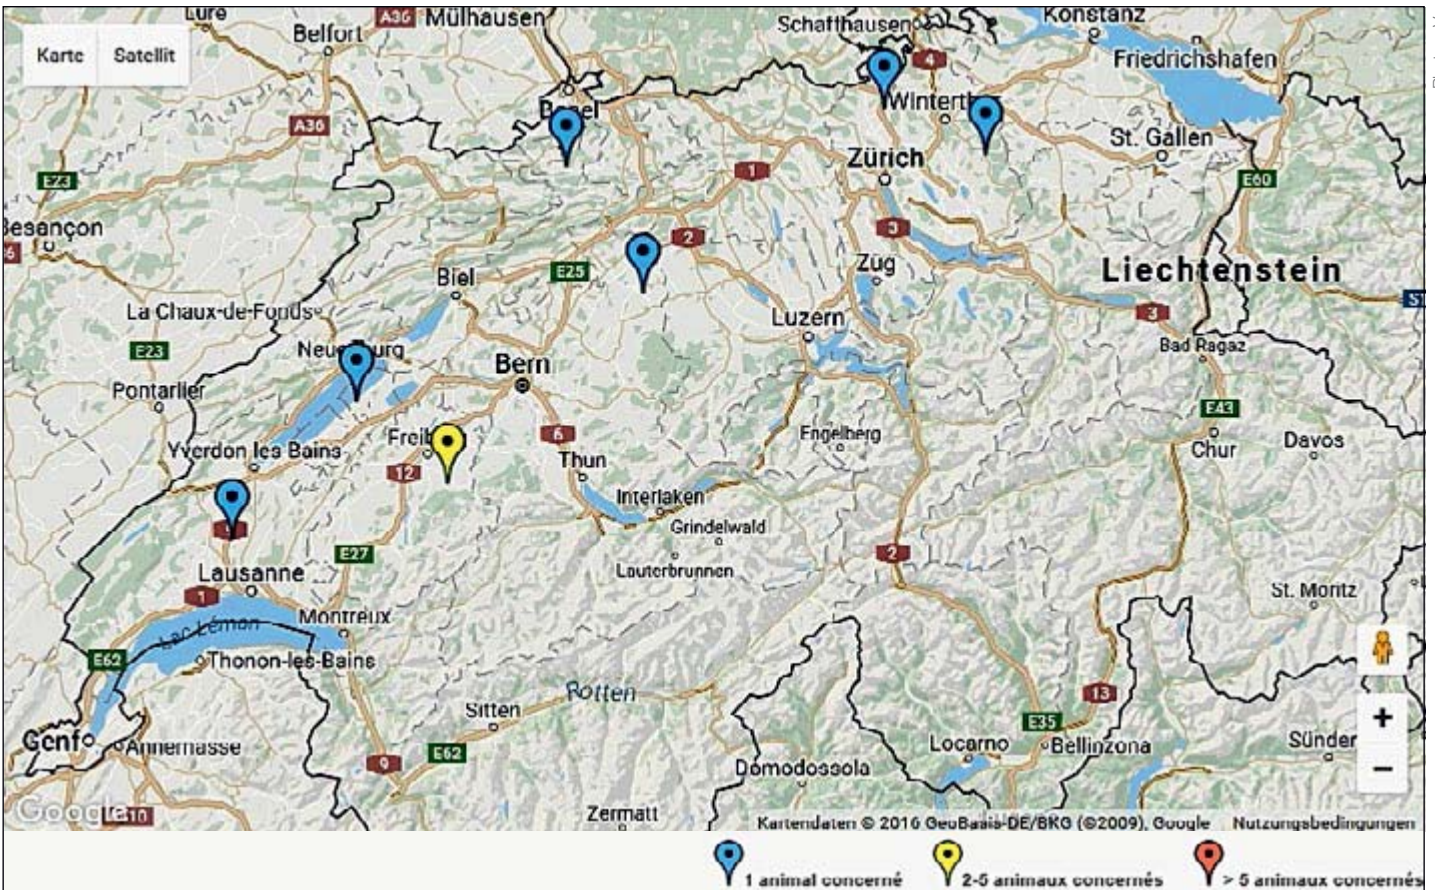 Lure
A36
Mülhausen
Schaffhausen
Konstanz
Karte
Satellit
Belfort
4
Friedrichshafen
A36
St. Gallen
E23
1
Zürich
E60
Besançon
2
3
Biel
E25
Zug
Liechtenstein
La Chaux-de-Fonds
Luzern
3
E23
Bern
Bad Ragaz
Pontarlier
E43
Yverdon les Bains
12
6
Thun
Engelberg
Chur
Davos
Interlaken
Grindelwald
E27
2
Lauterbrunnen
Lausanne
1
Montreux
St. Moritz
Lac Léman
E62
Thonon-les-Bains
Rotten
13
Sitten
E35
Genf
Annemasse
9
E62
Locarno
Bellinzona
Sünder
Domodossola
Google
Zermatt
Kartendaten © 2016 GeoBasis-DE/BKG (©2009), Google Nutzungsbedingungen
1 animal concerné
2-5 animaux concernés
> 5 animaux concernés